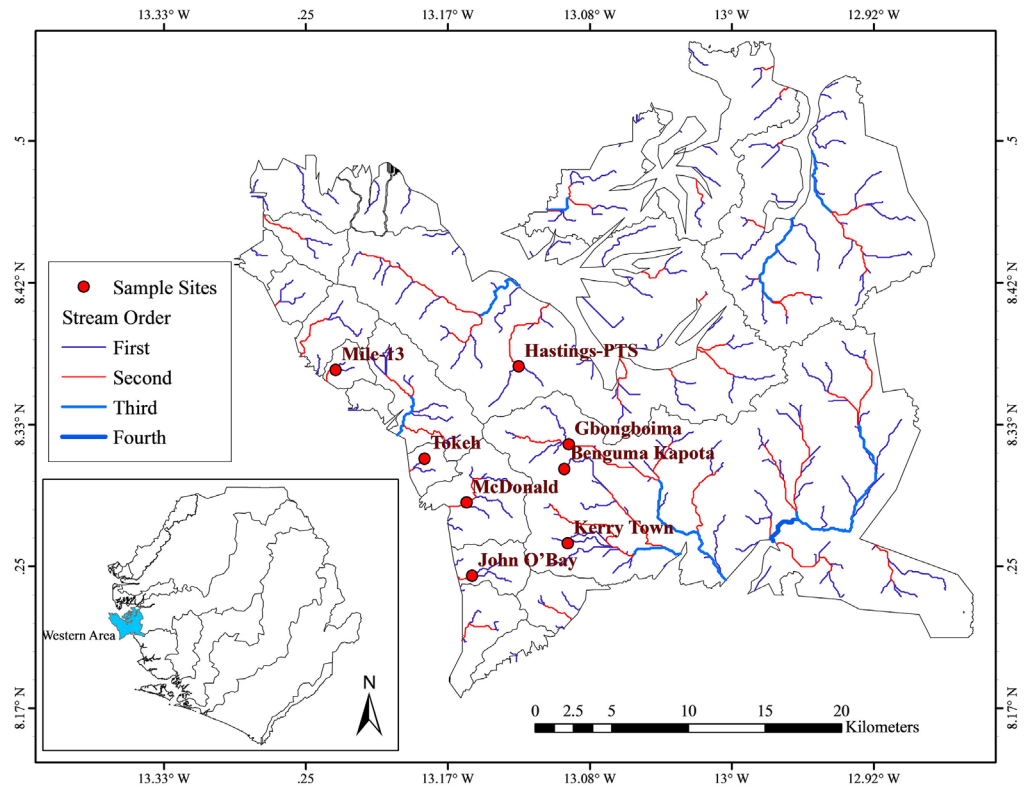 13.33° W .25 13.17° W 13.08° W 13° W 12.92° W
.5 .5
8.42° N 8.42° N
Sample Sites
Stream Order
First
Second
Third
Fourth
Mile-13
Hastings-PTS
8.33° N 8.33° N
Gbongboima
Tokeh
Benguma Kapota
McDonald
Kerry Town
John O'Bay
.25 .25
Western Area
N
8.17° N 8.17° N
0 2.5 5 10 15 20
Kilometers
13.33° W .25 13.17° W 13.08° W 13° W 12.92° W